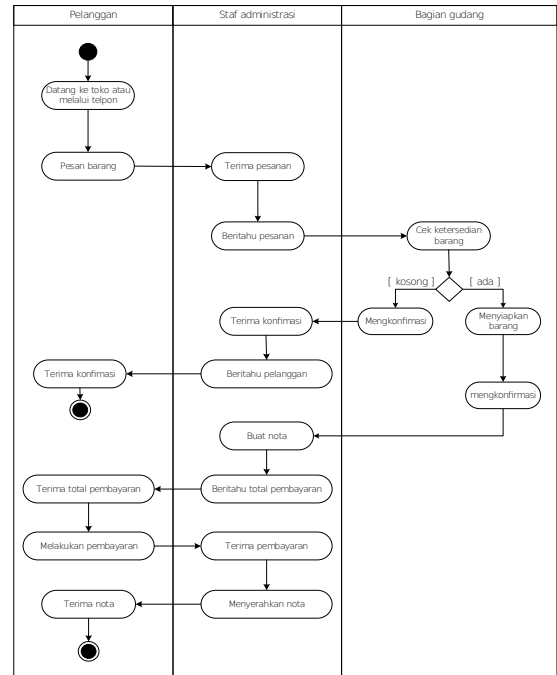 Pelanggan
Staf administrasi
Bagian gudang
Datang ke toko atau
melalui telpon
Pesan barang
Terima pesanan
Beritahu pesanan
Cek ketersedian
barang
[ kosong ]
[ ada ]
Terima konfimasi
Mengkonfimasi
Menyiapkan
barang
Terima konfimasi
Beritahu pelanggan
mengkonfirmasi
Buat nota
Terima total pembayaran
Beritahu total pembayaran
Melakukan pembayaran
Terima pembayaran
Terima nota
Menyerahkan nota